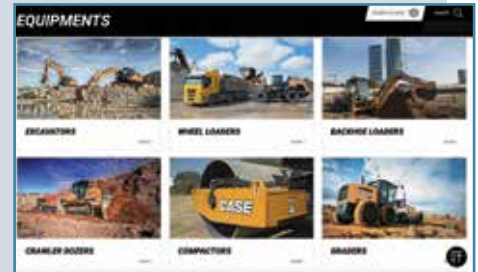 EQUIPMENTS
EXCAVATORS
WHEEL LOADERS
BACKHOE LOADERS
CASE
CRAWLER DOZERS
COMPACTORS
GRADERS